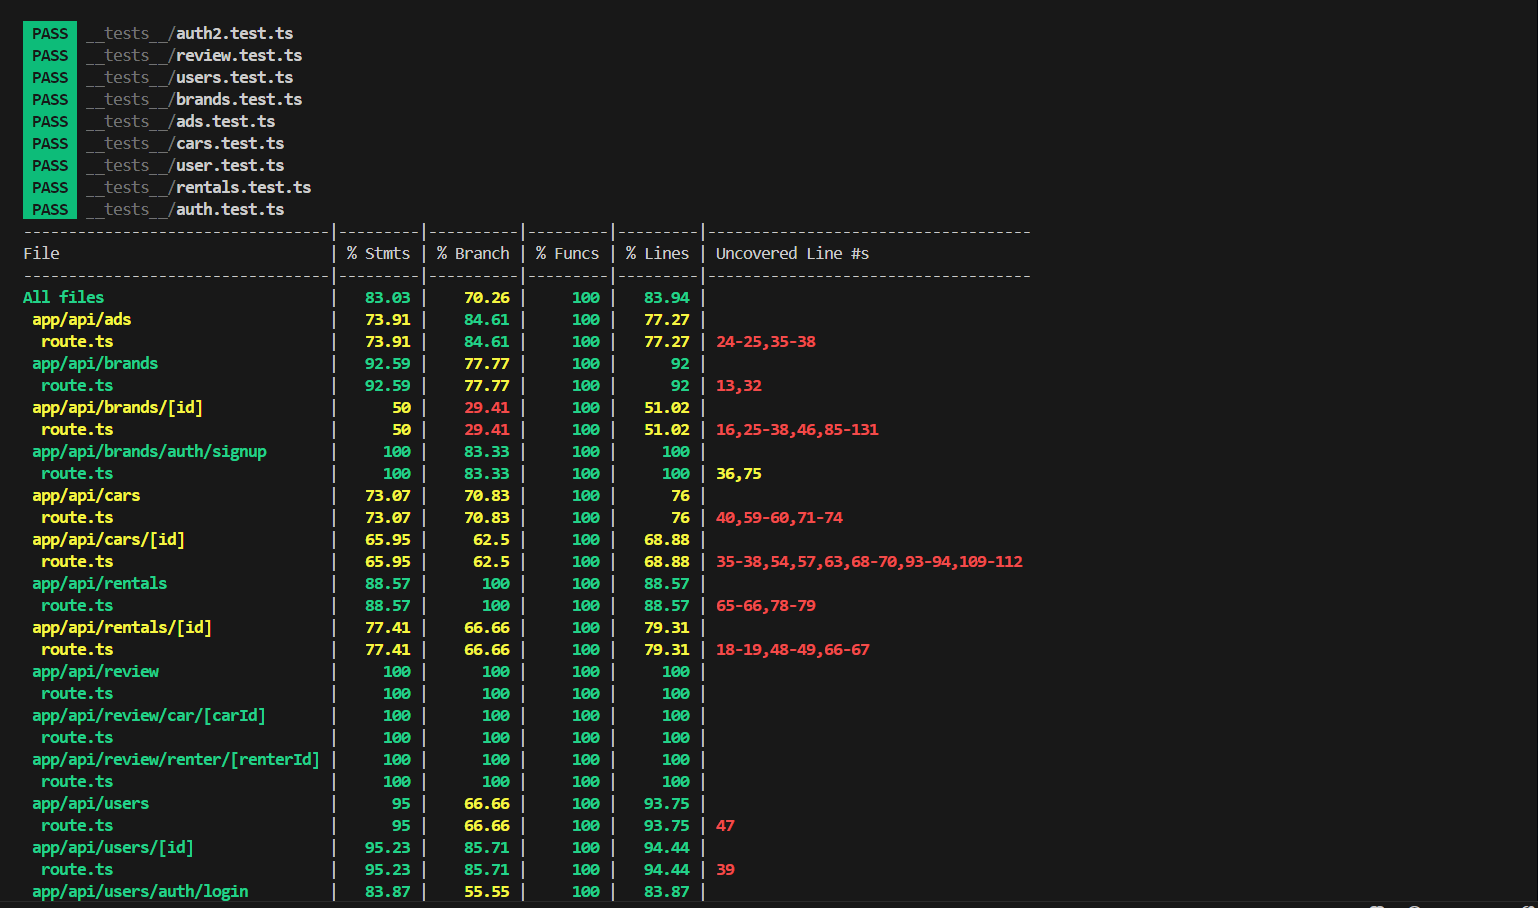 PASS __tests__/auth2.test.ts
PASS __tests__/review.test.ts
PASS __tests__/users.test.ts
PASS __tests__/brands.test.ts
PASS __tests__/ads.test.ts
PASS __tests__/cars.test.ts
PASS __tests__/user.test.ts
PASS __tests__/rentals.test.ts
PASS __tests__/auth.test.ts
----------------------------------|---------|----------|---------|---------|------------------------------------
File | % Stmts | % Branch | % Funcs | % Lines | Uncovered Line #s
----------------------------------|---------|----------|---------|---------|------------------------------------
All files | 83.03 | 70.26 | 100 | 83.94 |
app/api/ads | 73.91 | 84.61 | 100 | 77.27 |
route.ts | 73.91 | 84.61 | 100 | 77.27 | 24-25,35-38
app/api/brands | 92.59 | 77.77 | 100 | 92 |
route.ts | 92.59 | 77.77 | 100 | 92 | 13,32
app/api/brands/[id] | 50 | 29.41 | 100 | 51.02 |
route.ts | 50 | 29.41 | 100 | 51.02 | 16,25-38,46,85-131
app/api/brands/auth/signup | 100 | 83.33 | 100 | 100 |
route.ts | 100 | 83.33 | 100 | 100 | 36,75
app/api/cars | 73.07 | 70.83 | 100 | 76 |
route.ts | 73.07 | 70.83 | 100 | 76 | 40,59-60,71-74
app/api/cars/[id] | 65.95 | 62.5 | 100 | 68.88 |
route.ts | 65.95 | 62.5 | 100 | 68.88 | 35-38,54,57,63,68-70,93-94,109-112
app/api/rentals | 88.57 | 100 | 100 | 88.57 |
route.ts | 88.57 | 100 | 100 | 88.57 | 65-66,78-79
app/api/rentals/[id] | 77.41 | 66.66 | 100 | 79.31 |
route.ts | 77.41 | 66.66 | 100 | 79.31 | 18-19,48-49,66-67
app/api/review | 100 | 100 | 100 | 100 |
route.ts | 100 | 100 | 100 | 100 |
app/api/review/car/[carId] | 100 | 100 | 100 | 100 |
route.ts | 100 | 100 | 100 | 100 |
app/api/review/renter/[renterId] | 100 | 100 | 100 | 100 |
route.ts | 100 | 100 | 100 | 100 |
app/api/users | 95 | 66.66 | 100 | 93.75 |
route.ts | 95 | 66.66 | 100 | 93.75 | 47
app/api/users/[id] | 95.23 | 85.71 | 100 | 94.44 |
route.ts | 95.23 | 85.71 | 100 | 94.44 | 39
app/api/users/auth/login | 83.87 | 55.55 | 100 | 83.87 |